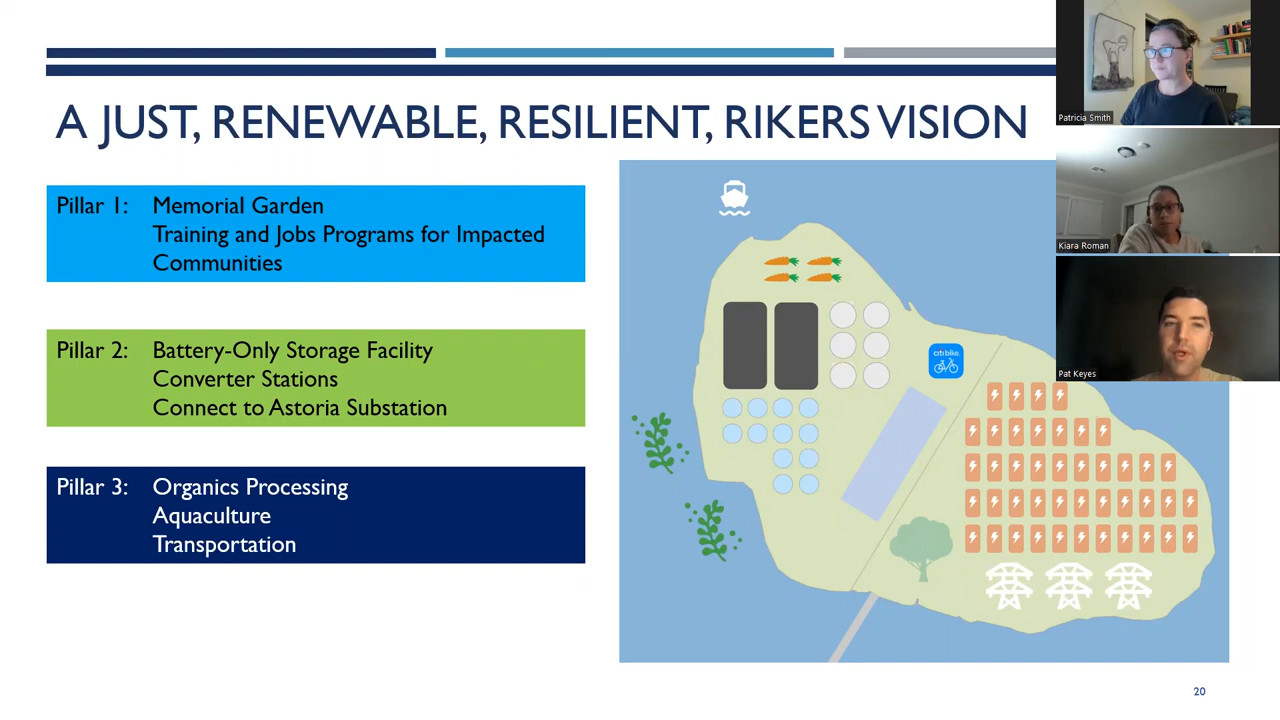 A JUST, RENEWABLE, RESILIENT, RIKERS VISION
Pillar 1: Memorial Garden
Training and Jobs Programs for Impacted
Communities
Pillar 2: Battery-Only Storage Facility
Converter Stations
Connect to Astoria Substation
Pillar 3: Organics Processing
Aquaculture
Transportation
citi bike
Patricia Smith
Kiara Roman
Pat Keyes
20